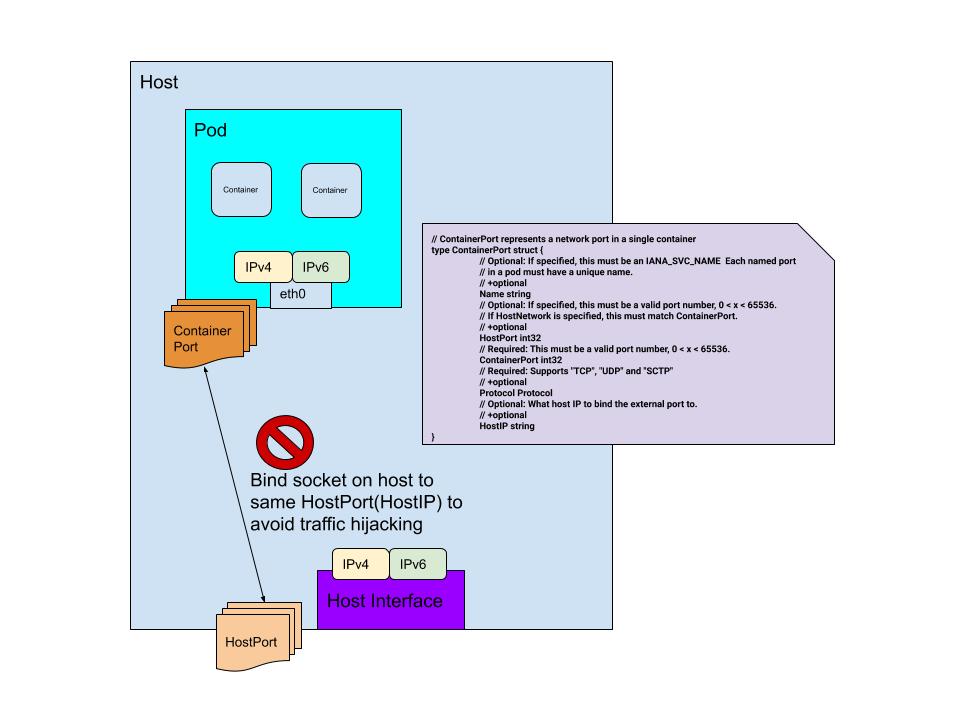 Host
Pod
Container
Container
IPv4
IPv6
eth0
Container
Port
// ContainerPort represents a network port in a single container
type ContainerPort struct {
// Optional: If specified, this must be an IANA_SVC_NAME  Each named port
// in a pod must have a unique name.
// +optional
Name string
// Optional: If specified, this must be a valid port number, 0 < x < 65536.
// If HostNetwork is specified, this must match ContainerPort.
// +optional
HostPort int32
// Required: This must be a valid port number, 0 < x < 65536.
ContainerPort int32
// Required: Supports "TCP", "UDP" and "SCTP"
// +optional
Protocol Protocol
// Optional: What host IP to bind the external port to.
// +optional
HostIP string
}
Bind socket on host to
same HostPort(HostIP) to
avoid traffic hijacking
IPv4
IPv6
Host Interface
HostPort